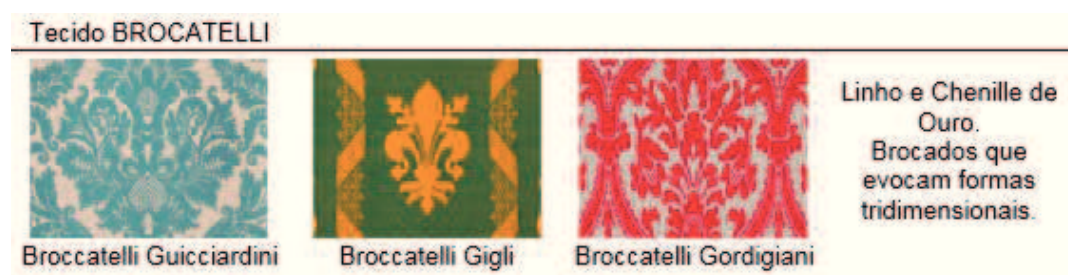 Tecido BROCATELLI
Broccatelli Guicciardini
Broccatelli Gigli
Broccatelli Gordigiani
Linho e Chenille de
Ouro.
Brocados que
evocam formas
tridimensionais.